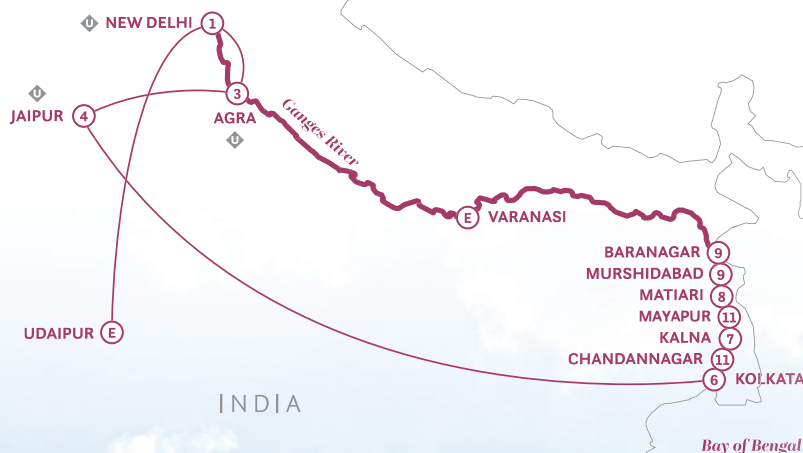 U NEW DELHI 1
U
JAIPUR 4
3
AGRA
U
Ganges River
E VARANASI
BARANAGAR 9
MURSHIDABAD 9
MATIARI 8
MAYAPUR 11
KALNA 7
CHANDANNAGAR 11
6 KOLKATA
UDAIPUR E
INDIA
Bay of Bengal